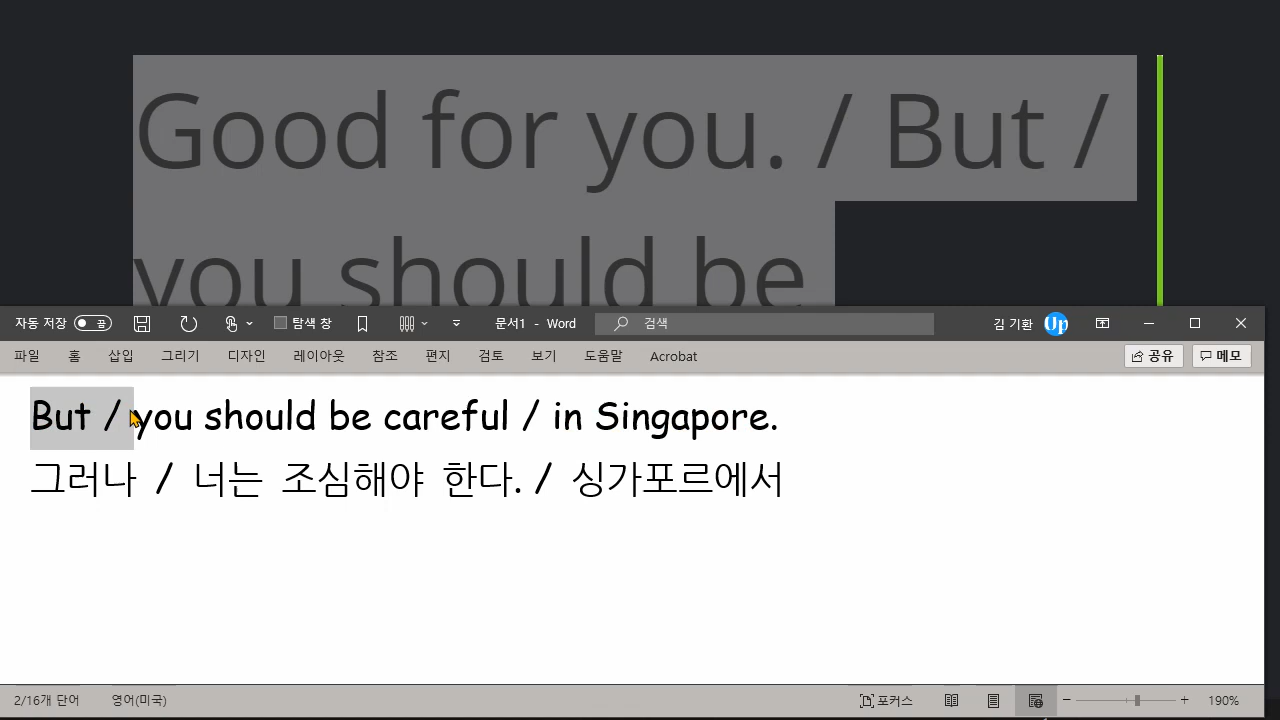 Good for you. / But /
you should be
자동 저장 끔 탐색 창 문서1 - Word 검색 김 기환 Up
파일 홈 삽입 그리기 디자인 레이아웃 참조 편지 검토 보기 도움말 Acrobat 공유 메모
But / you should be careful / in Singapore.
그러나 / 너는 조심해야 한다. / 싱가포르에서
2/16개 단어 영어(미국) 포커스 190%